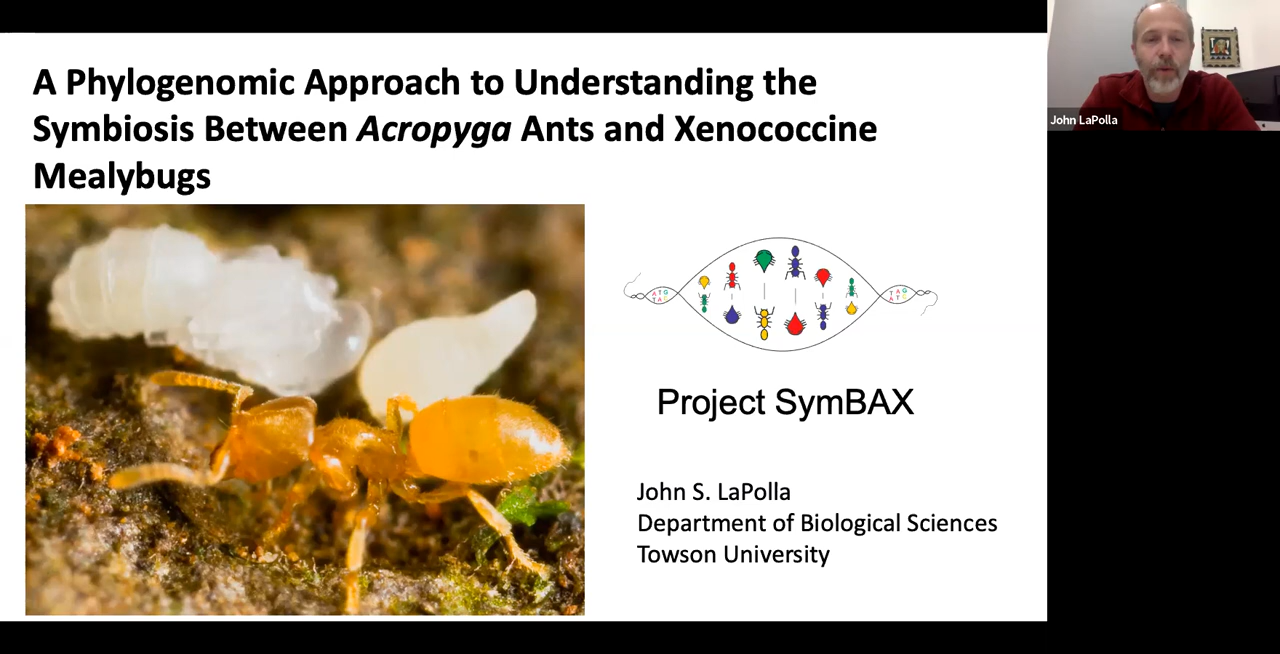 A Phylogenomic Approach to Understanding the
Symbiosis Between Acropyga Ants and Xenococcine
Mealybugs
John LaPolla
A T G
T A C
T A G
A T C
Project SymBAX
John S. LaPolla
Department of Biological Sciences
Towson University